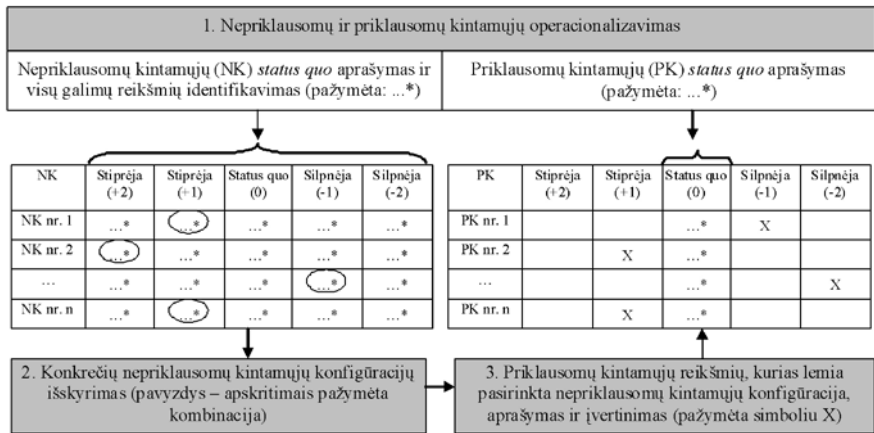 1. Nepriklausomų ir priklausomų kintamųjų operacionalizavimas
Nepriklausomų kintamųjų (NK) status quo aprašymas ir
visų galimų reikšmių identifikavimas (pažymėta: ...*)
Priklausomų kintamųjų (PK) status quo aprašymas
(pažymėta: ...*)
NK Stiprėja (+2) Stiprėja (+1) Status quo (0) Silpnėja (-1) Silpnėja (-2)
NK nr. 1 ...* ...* ...* ...* ...*
NK nr. 2 ...* ...* ...* ...* ...*
... ...* ...* ...* ...* ...*
NK nr. n ...* ...* ...* ...* ...*
PK Stiprėja (+2) Stiprėja (+1) Status quo (0) Silpnėja (-1) Silpnėja (-2)
PK nr. 1 ...* X
PK nr. 2 X ...*
... ...* X
PK nr. n X ...*
2. Konkrečių nepriklausomų kintamųjų konfigūracijų
išskyrimas (pavyzdys – apskritimais pažymėta
kombinacija)
3. Priklausomų kintamųjų reikšmių, kurias lemia
pasirinkta nepriklausomų kintamųjų konfigūracija,
aprašymas ir įvertinimas (pažymėta simboliu X)